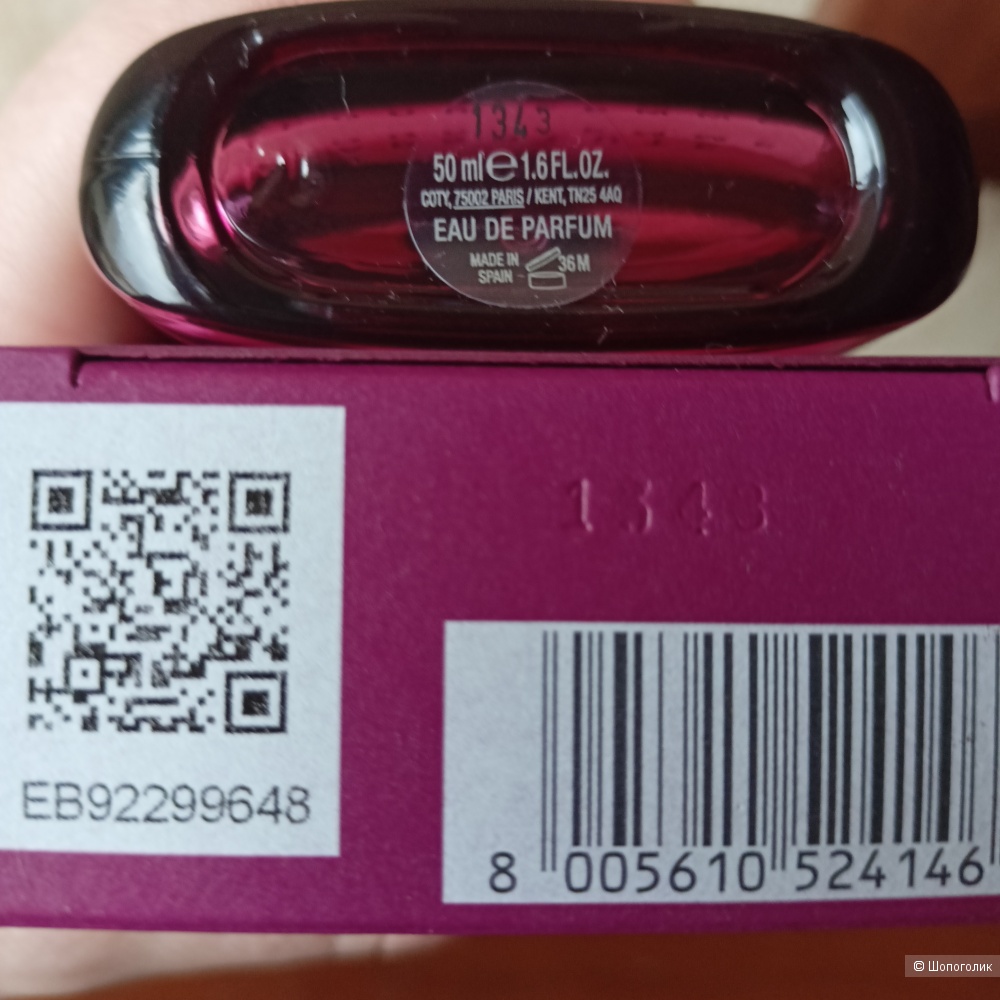 1343
50 ml e 1.6 FL.OZ.
COTY, 75002 PARIS / KENT, TN25 4AQ
EAU DE PARFUM
MADE IN
SPAIN
36 M
1343
EB92299648
8 005610 524146
© Шопоголик